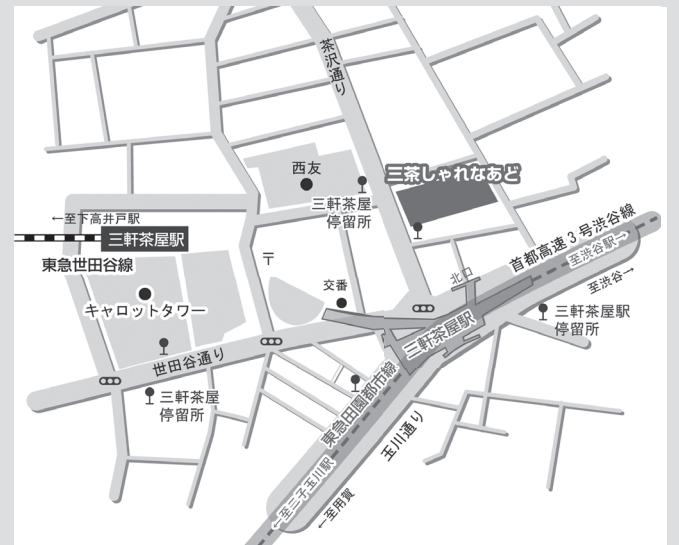 茶沢通り
西友
三茶しゃれなあど
三軒茶屋
停留所
←至下高井戸駅
三軒茶屋駅
東急世田谷線
〒
首都高速3号渋谷線
至渋谷駅→
至渋谷→
北口
交番
キャロットタワー
三軒茶屋駅
三軒茶屋駅
停留所
世田谷通り
三軒茶屋
停留所
東急田園都市線
玉川通り
←至二子玉川駅
←至用賀